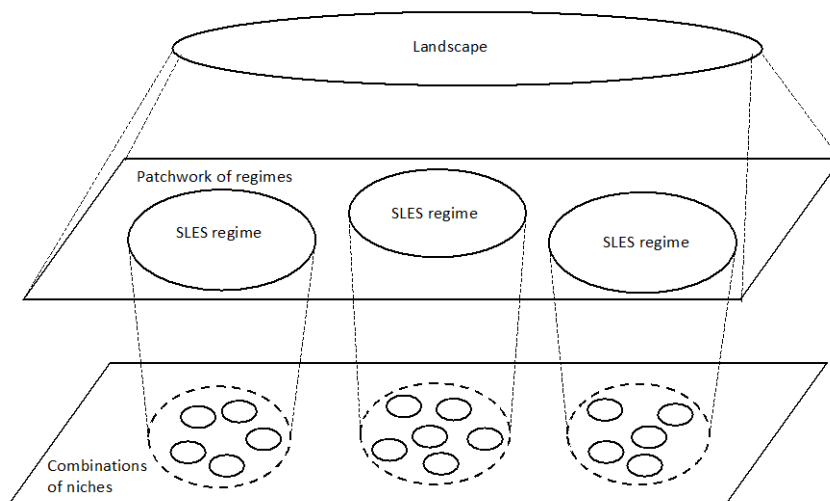 Landscape
Patchwork of regimes
SLES regime
SLES regime
SLES regime
Combinations
of niches